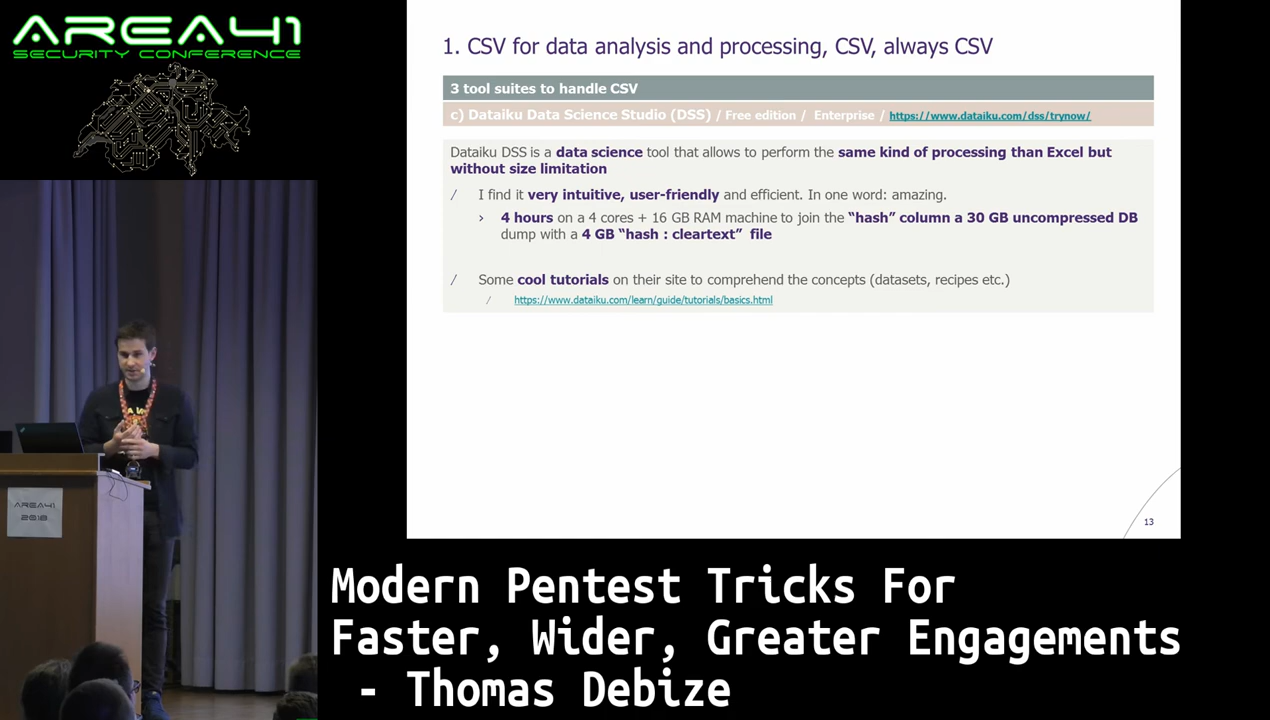 AREA41
SECURITY CONFERENCE
1. CSV for data analysis and processing, CSV, always CSV
3 tool suites to handle CSV
c) Dataiku Data Science Studio (DSS) / Free edition / Enterprise / https://www.dataiku.com/dss/trynow/
Dataiku DSS is a data science tool that allows to perform the same kind of processing than Excel but
without size limitation
/ I find it very intuitive, user-friendly and efficient. In one word: amazing.
› 4 hours on a 4 cores + 16 GB RAM machine to join the “hash” column a 30 GB uncompressed DB
dump with a 4 GB “hash : cleartext” file
/ Some cool tutorials on their site to comprehend the concepts (datasets, recipes etc.)
/ https://www.dataiku.com/learn/guide/tutorials/basics.html
13
AREA41
2018
Modern Pentest Tricks For
Faster, Wider, Greater Engagements
- Thomas Debize